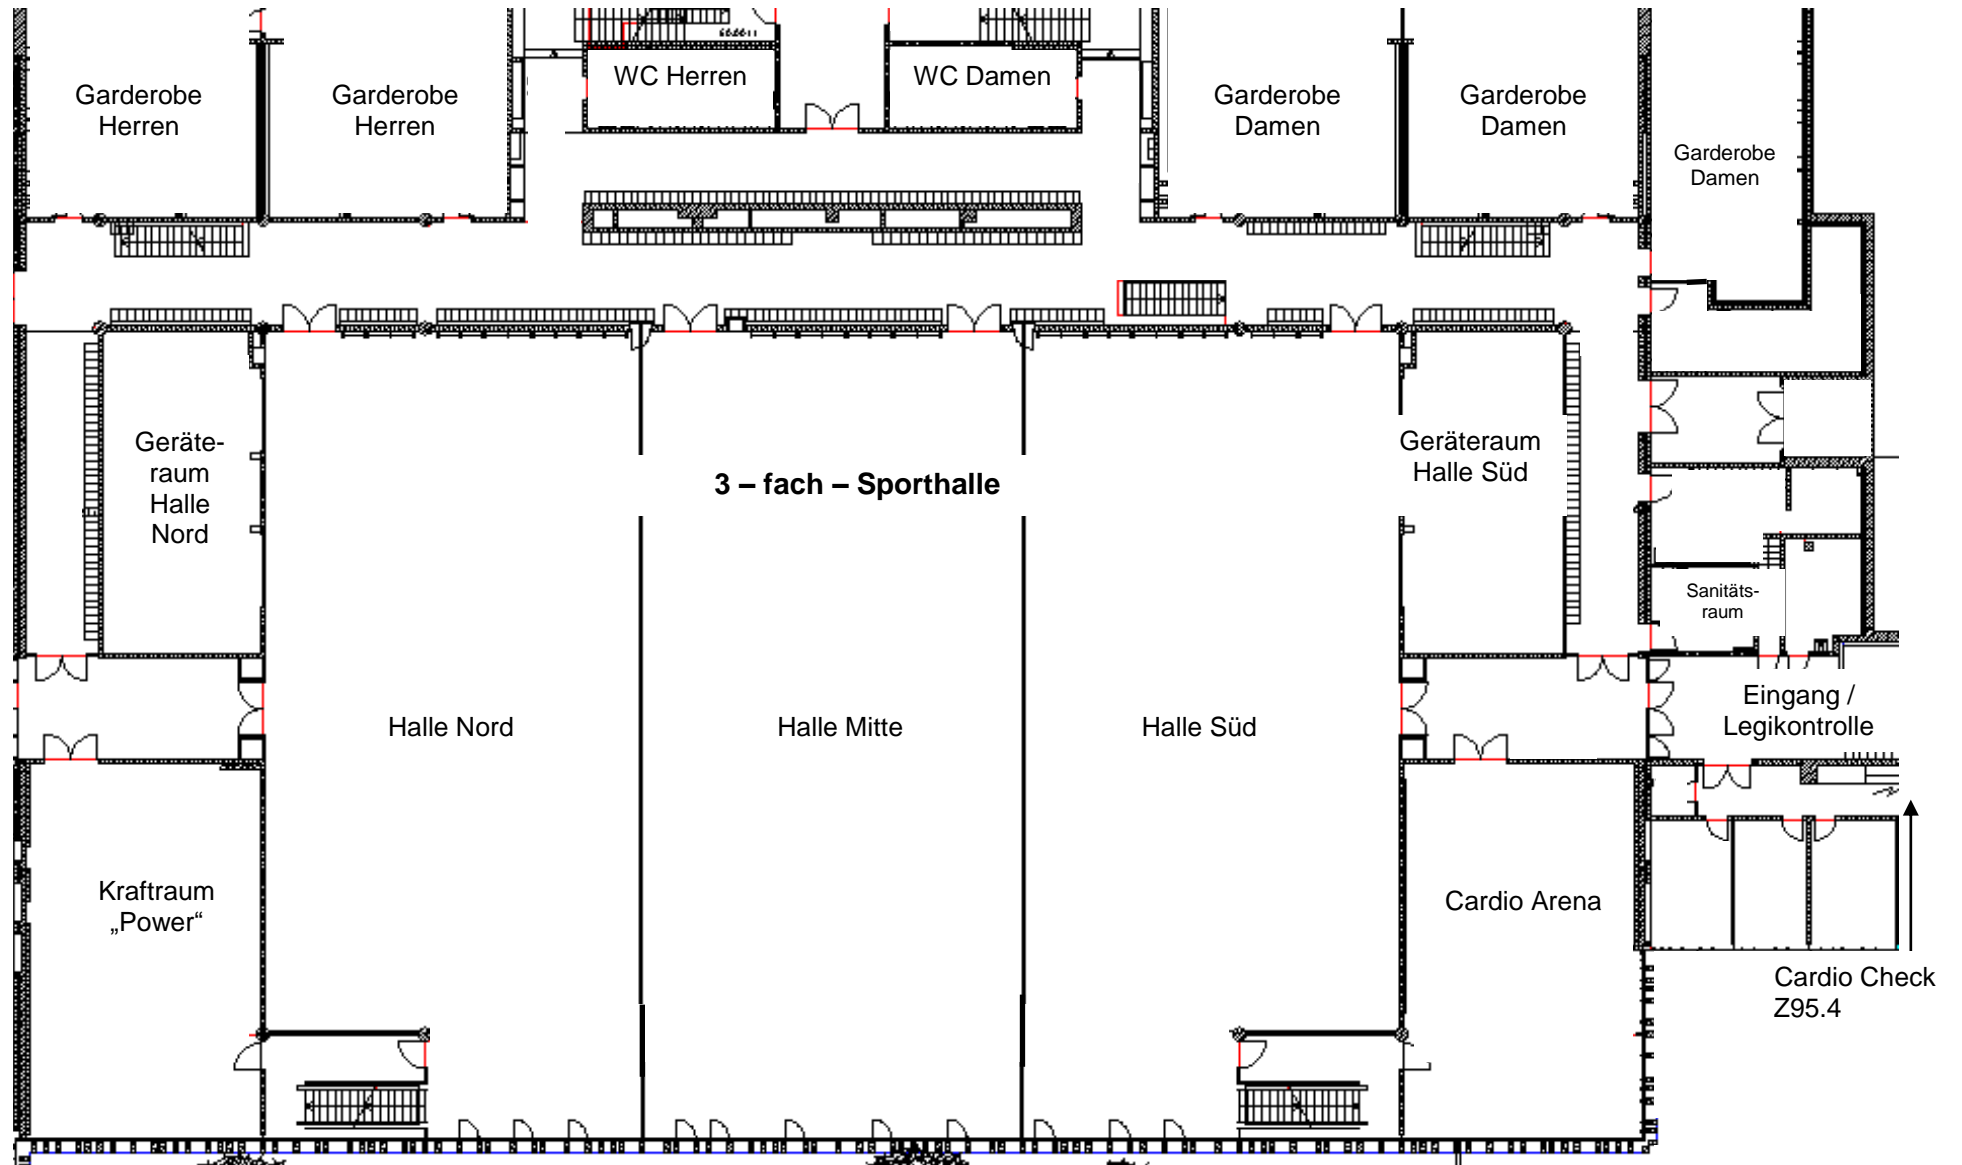 WC Herren
WC Damen
Garderobe
Herren
Garderobe
Herren
Garderobe
Damen
Garderobe
Damen
Garderobe
Damen
Geräte-
raum
Halle
Nord
3 – fach – Sporthalle
Geräteraum
Halle Süd
Sanitäts-
raum
Halle Nord
Halle Mitte
Halle Süd
Eingang /
Legikontrolle
Kraftraum
„Power“
Cardio Arena
Cardio Check
Z95.4